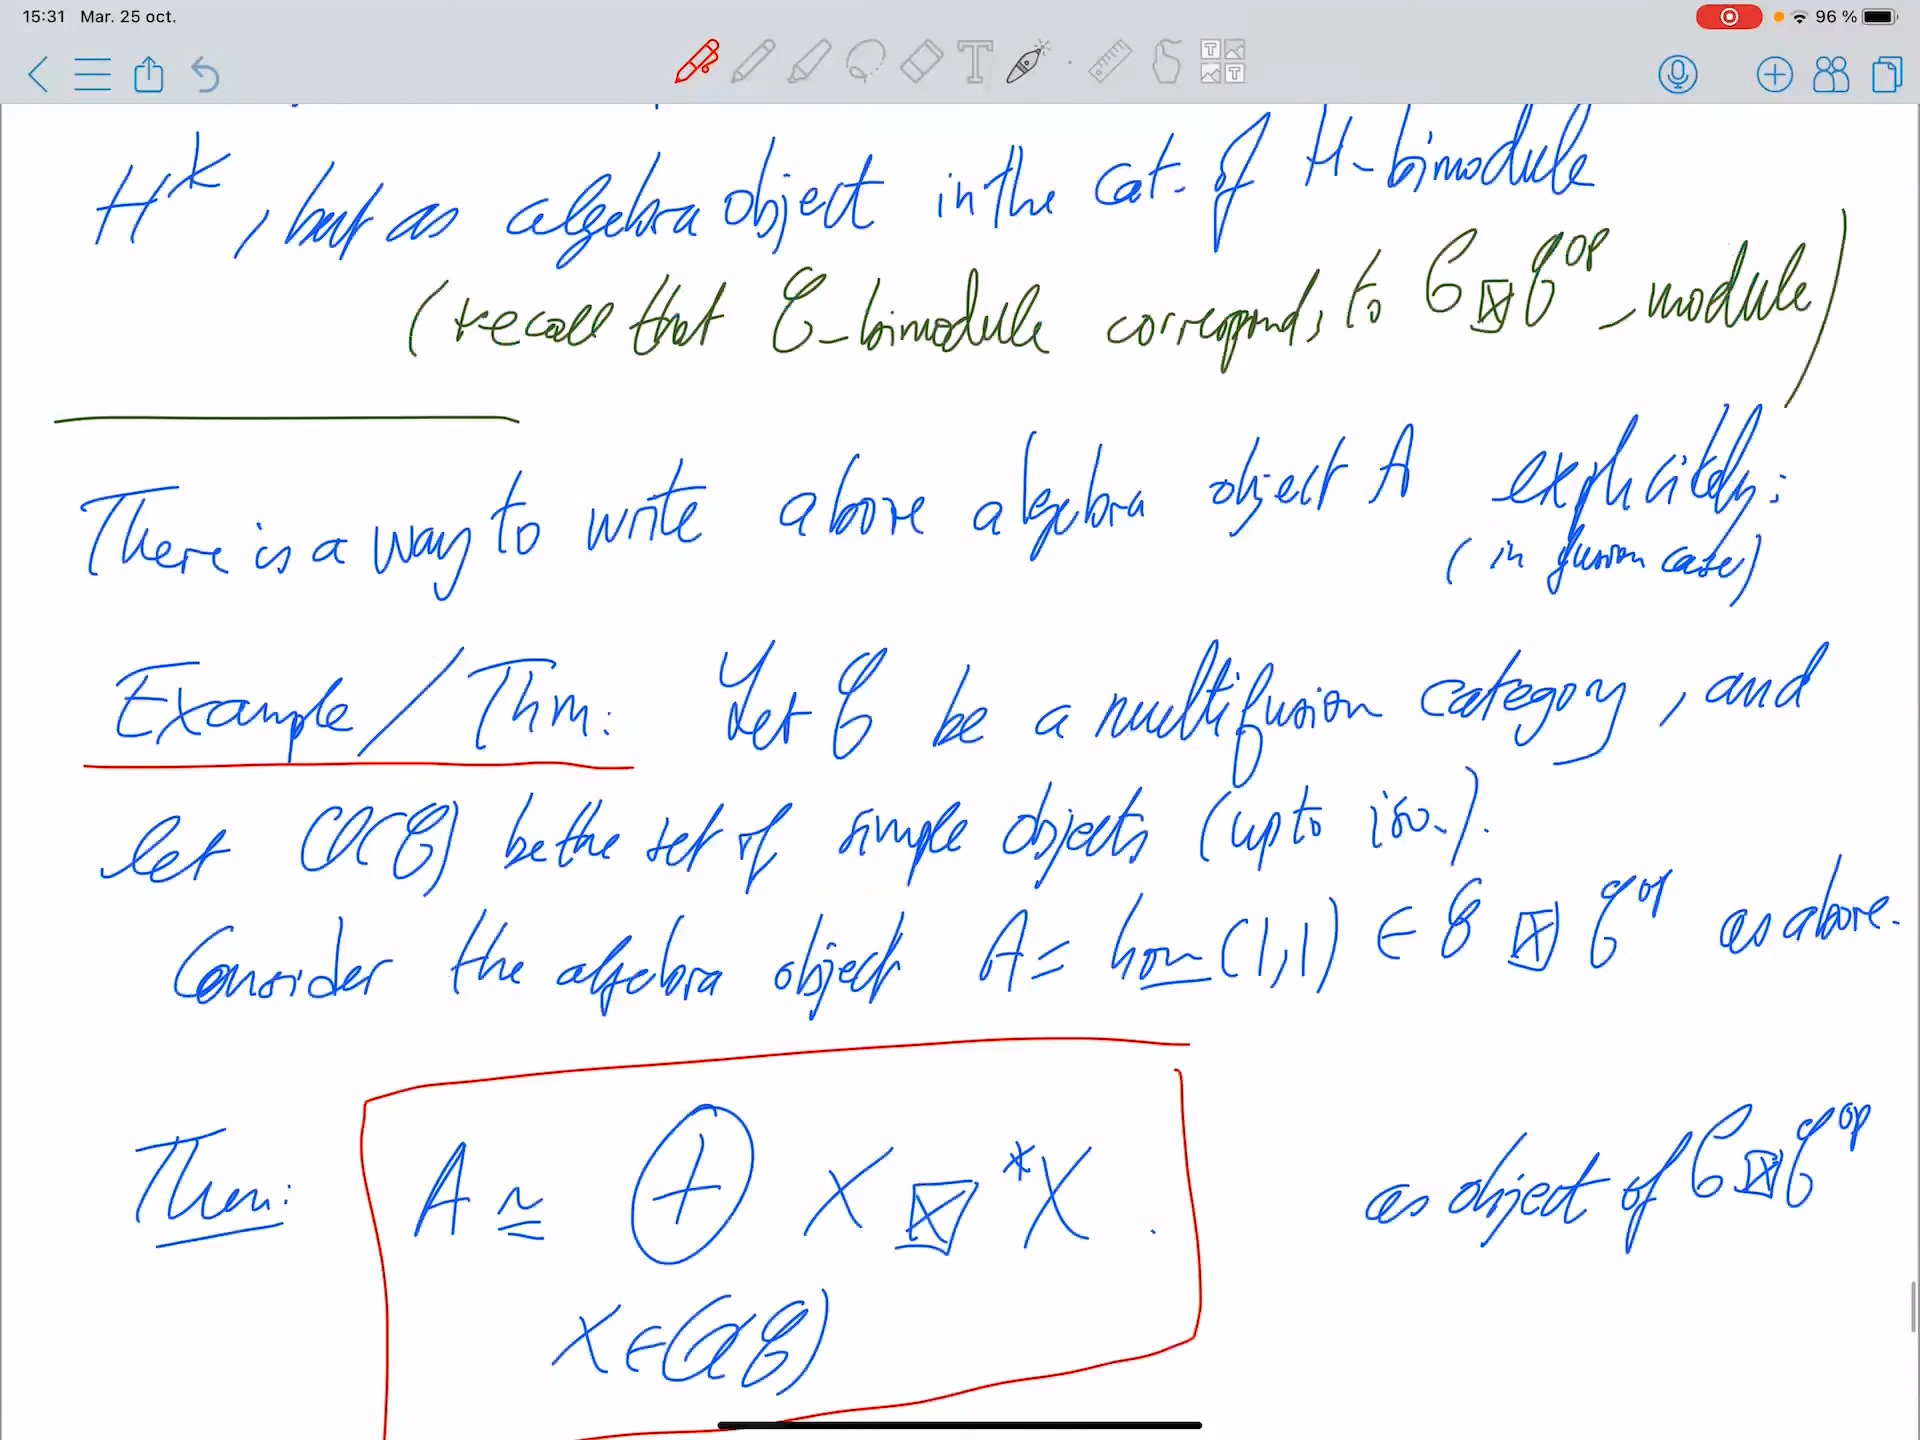 15:31 Mar. 25 oct. 96 %
H*, but as algebra object in the cat. of H-bimodule
(recall that 𝒞-bimodule corresponds to 𝒞⊠𝒞^op-module)
There is a way to write above algebra object A explicitely:
(in fusion case)
Example/Thm: Let 𝒞 be a multifusion category, and
let O(𝒞) be the set of simple objects (up to iso.).
Consider the algebra object A = hom(1,1) ∈ 𝒞 ⊠ 𝒞^op as above.
Then: A ≅ ⊕ X ⊠ *X . as object of 𝒞⊠𝒞^op
X∈O(𝒞)